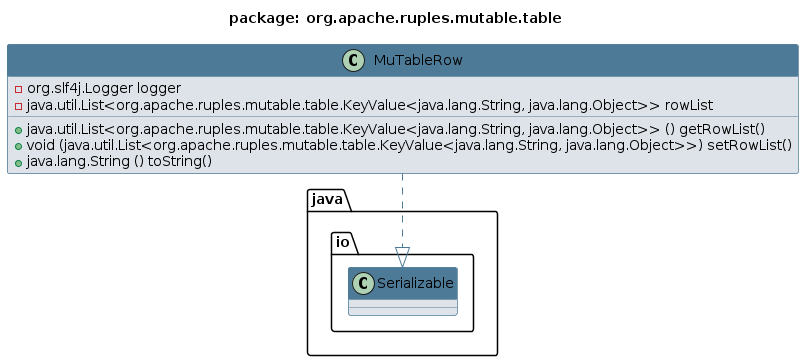 package: org.apache.ruples.mutable.table
C MuTableRow
org.slf4j.Logger logger
java.util.List<org.apache.ruples.mutable.table.KeyValue<java.lang.String, java.lang.Object>> rowList
java.util.List<org.apache.ruples.mutable.table.KeyValue<java.lang.String, java.lang.Object>> () getRowList()
void (java.util.List<org.apache.ruples.mutable.table.KeyValue<java.lang.String, java.lang.Object>>) setRowList()
java.lang.String () toString()
java
io
C Serializable